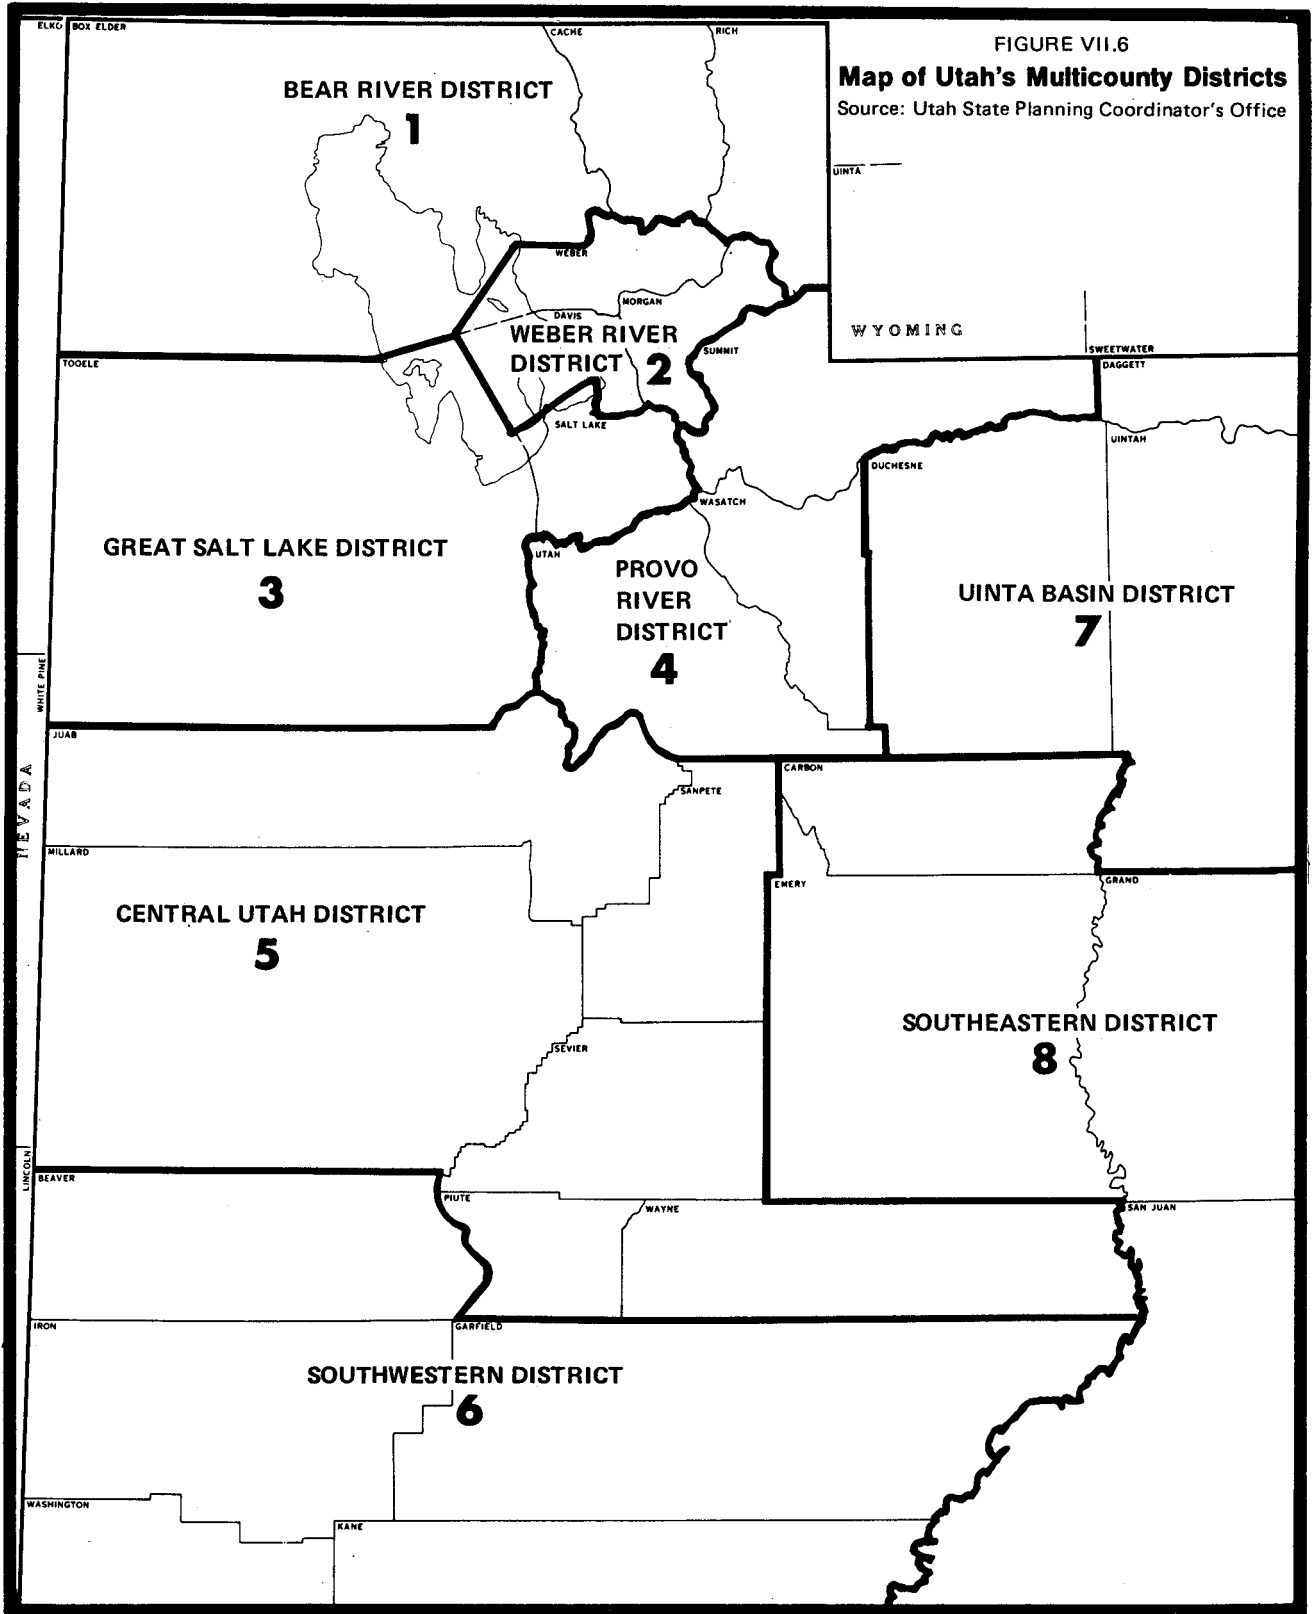 FIGURE VII.6
Map of Utah's Multicounty Districts
Source: Utah State Planning Coordinator's Office
ELKO
BOX ELDER
CACHE
RICH
BEAR RIVER DISTRICT
1
UINTA
WEBER
MORGAN
DAVIS
WEBER RIVER
DISTRICT
2
SUMMIT
WYOMING
SWEETWATER
DAGGETT
TOOELE
SALT LAKE
UINTAH
DUCHESNE
WASATCH
GREAT SALT LAKE DISTRICT
3
UTAH
PROVO
RIVER
DISTRICT
4
UINTA BASIN DISTRICT
7
WHITE PINE
JUAB
NEVADA
CARBON
SANPETE
MILLARD
EMERY
GRAND
CENTRAL UTAH DISTRICT
5
SOUTHEASTERN DISTRICT
8
SEVIER
LINCOLN
BEAVER
PIUTE
WAYNE
SAN JUAN
IRON
GARFIELD
SOUTHWESTERN DISTRICT
6
WASHINGTON
KANE